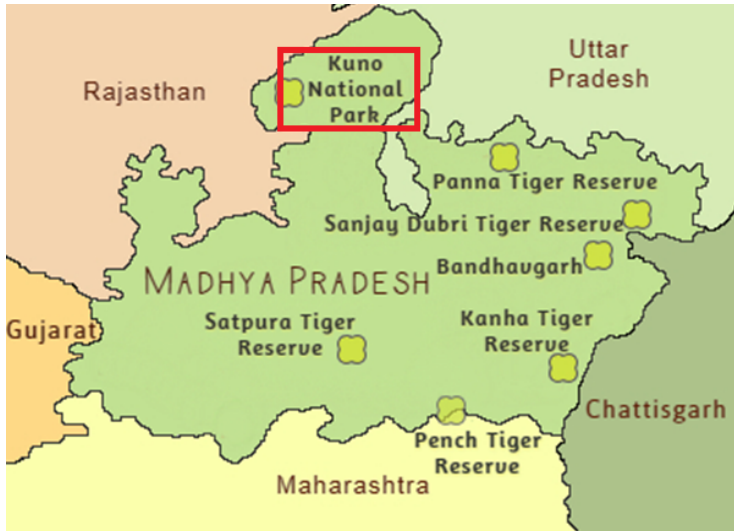 Kuno
National
Park
Uttar
Pradesh
Rajasthan
Panna Tiger Reserve
Sanjay Dubri Tiger Reserve
Bandhavgarh
MADHYA PRADESH
Gujarat
Satpura Tiger
Reserve
Kanha Tiger
Reserve
Chattisgarh
Pench Tiger
Reserve
Maharashtra